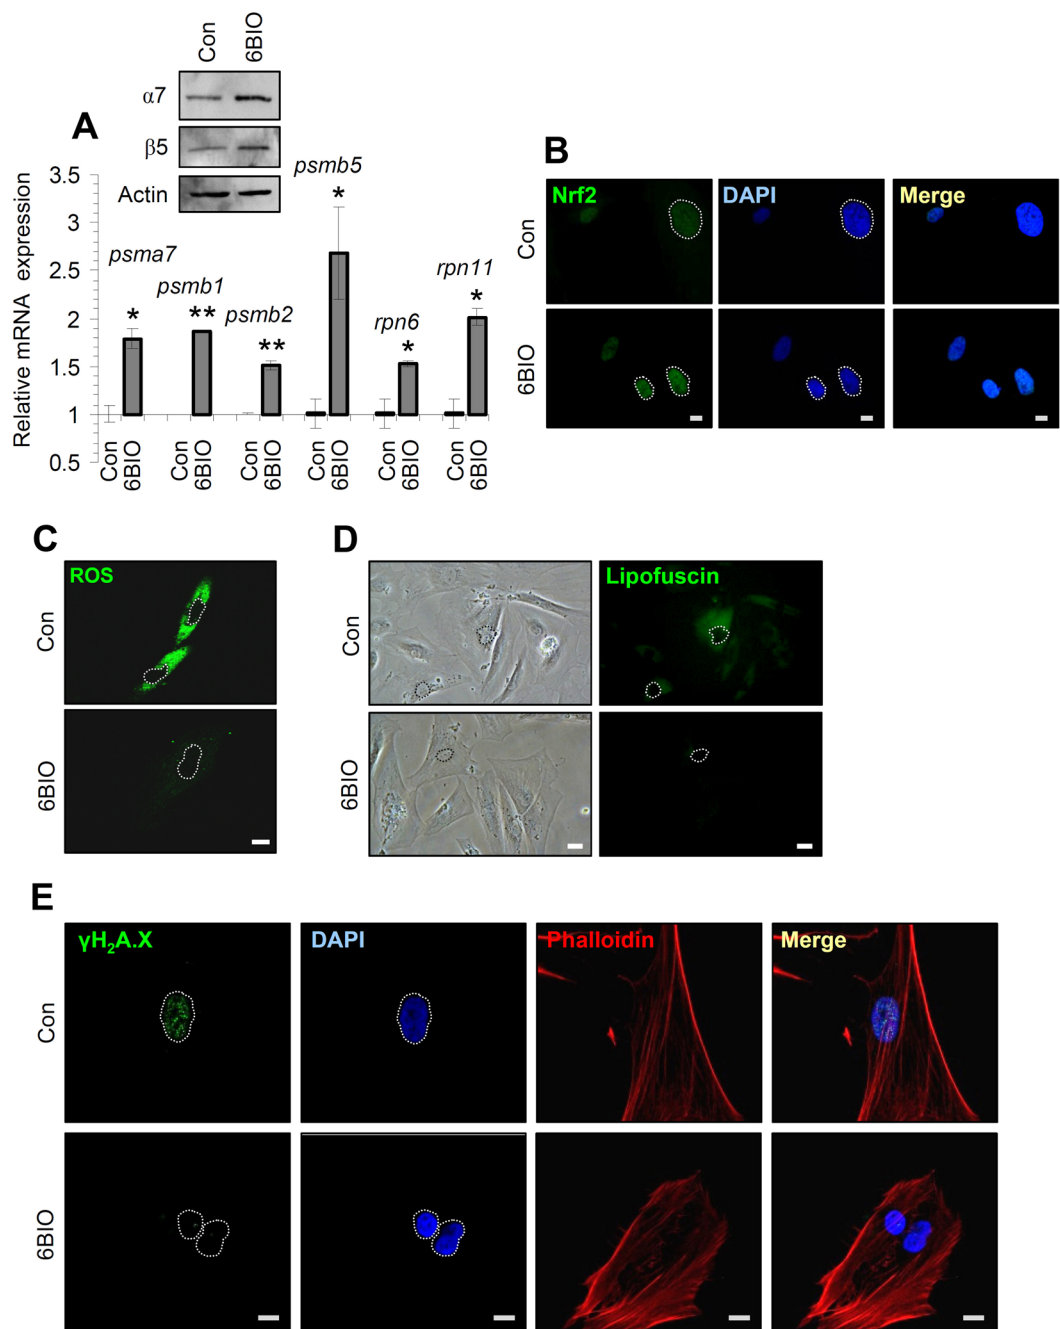 A
Con 6BIO
α7
β5
Actin
Relative mRNA expression
3.5
3
2.5
2
1.5
1
0.5
psma7
*
psmb1
**
psmb2
**
psmb5
*
rpn6
*
rpn11
*
Con 6BIO Con 6BIO Con 6BIO Con 6BIO Con 6BIO Con 6BIO
B
Nrf2 DAPI Merge
Con
6BIO
C
ROS
Con
6BIO
D
Lipofuscin
Con
6BIO
E
γH₂A.X DAPI Phalloidin Merge
Con
6BIO